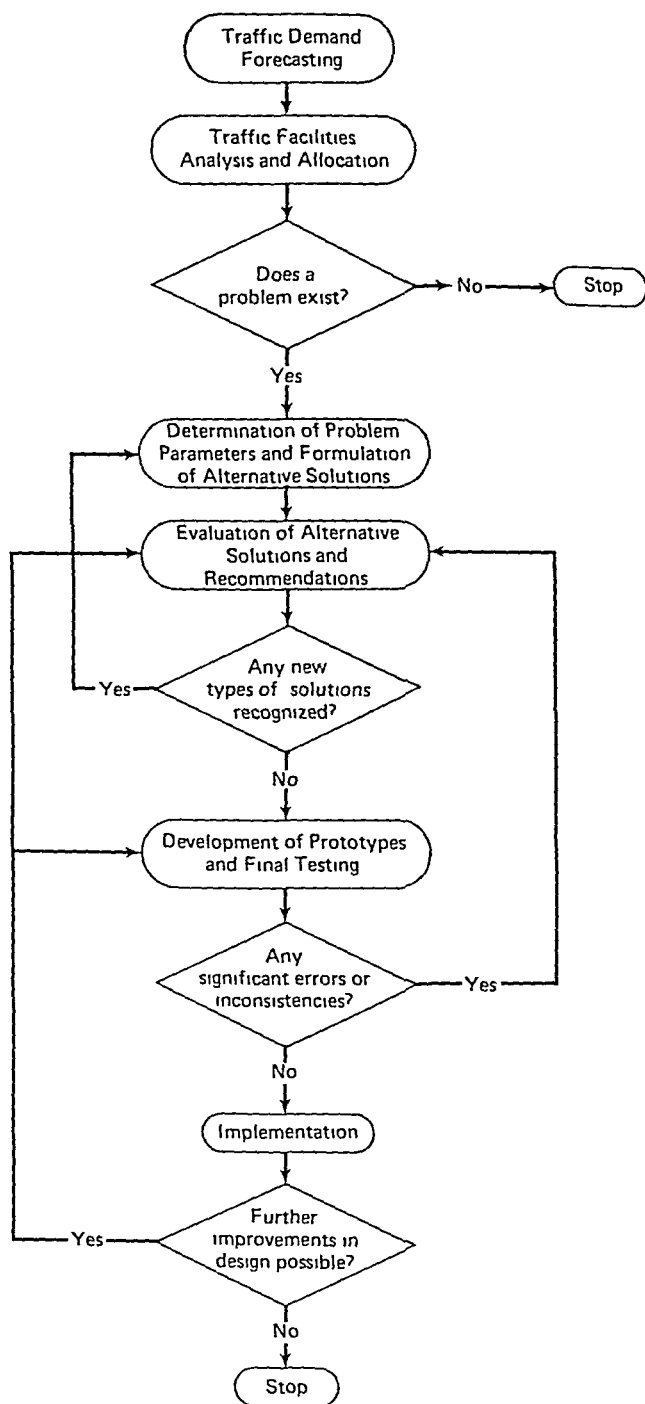 Traffic Demand
Forecasting
Traffic Facilities
Analysis and Allocation
Does a
problem exist?
No
Stop
Yes
Determination of Problem
Parameters and Formulation
of Alternative Solutions
Evaluation of Alternative
Solutions and
Recommendations
Any new
types of solutions
recognized?
Yes
No
Development of Prototypes
and Final Testing
Any
significant errors or
inconsistencies?
Yes
No
Implementation
Further
improvements in
design possible?
Yes
No
Stop